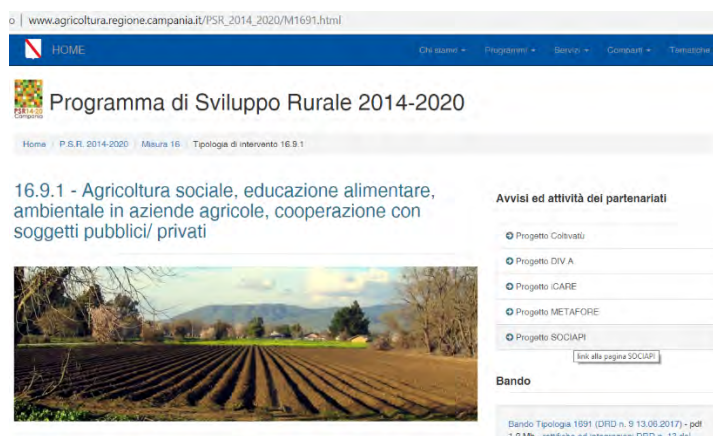 www.agricoltura.regione.campania.it/PSR_2014_2020/M1691.html
HOME
Chi siamo
Programmi
Servizi
Comparti
Tematiche
PSR14-20
Campania
Programma di Sviluppo Rurale 2014-2020
Home / P.S.R. 2014-2020 / Misura 16 / Tipologia di intervento 16.9.1
16.9.1 - Agricoltura sociale, educazione alimentare,
ambientale in aziende agricole, cooperazione con
soggetti pubblici/ privati
Avvisi ed attività dei partenariati
Progetto Coltivatù
Progetto DIV.A
Progetto iCARE
Progetto METAFORE
Progetto SOCIAPI
link alla pagina SOCIAPI
Bando
Bando Tipologia 1691 (DRD n. 9 13.06.2017) - pdf